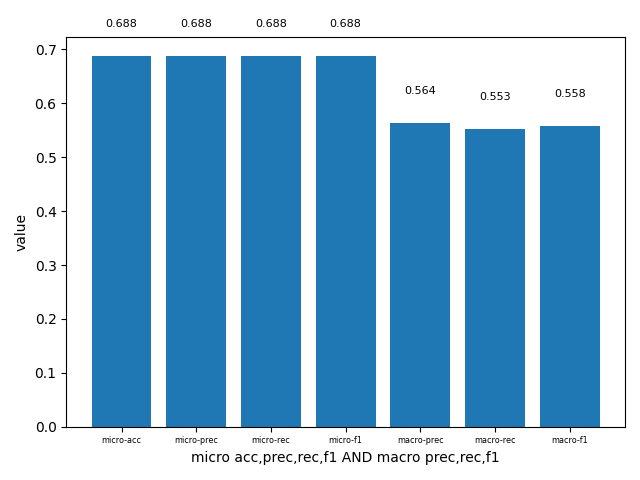 0.688 0.688 0.688 0.688
0.7
0.564 0.553 0.558
0.6
0.5
0.4
value
0.3
0.2
0.1
0.0
micro-acc micro-prec micro-rec micro-f1 macro-prec macro-rec macro-f1
micro acc,prec,rec,f1 AND macro prec,rec,f1